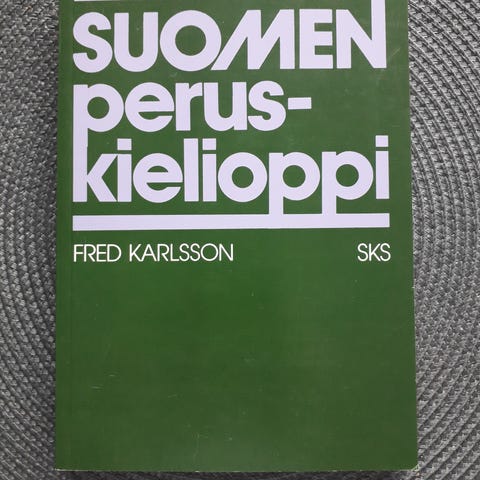 SUOMEN
perus-
kielioppi
FRED KARLSSON SKS